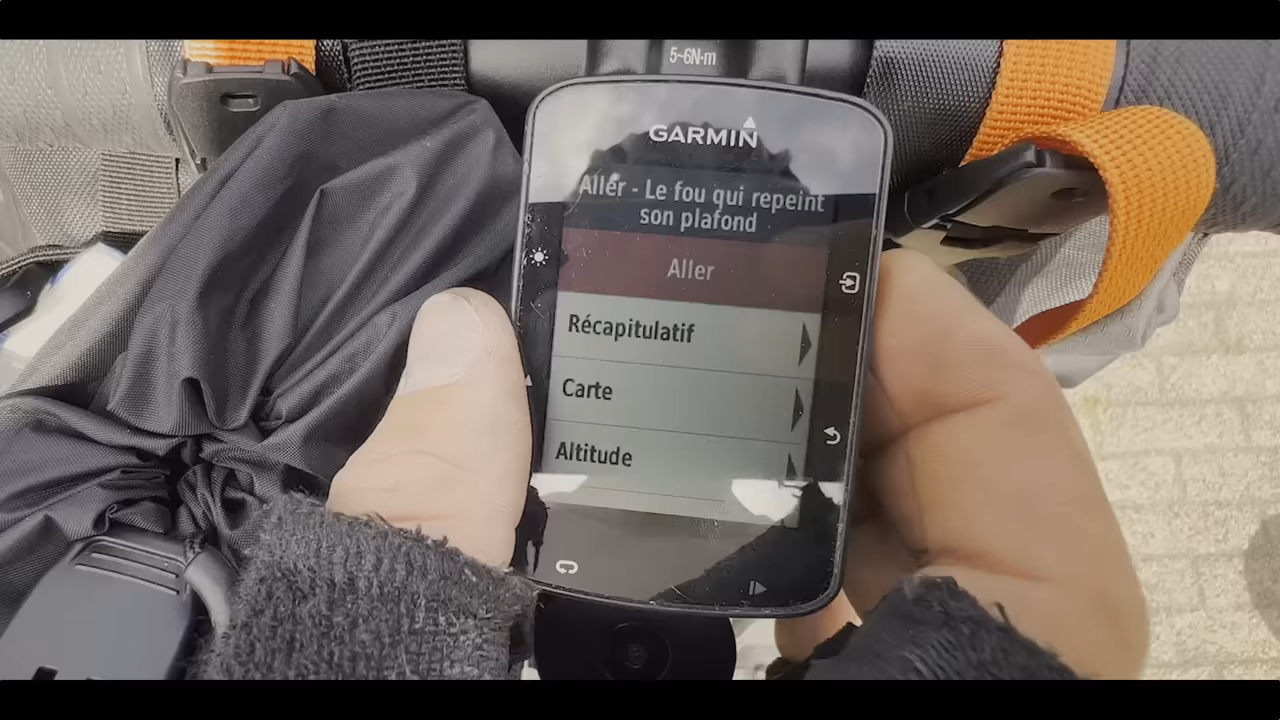 5~6N·m
GARMIN
Aller - Le fou qui repeint
son plafond
Aller
Récapitulatif
Carte
Altitude